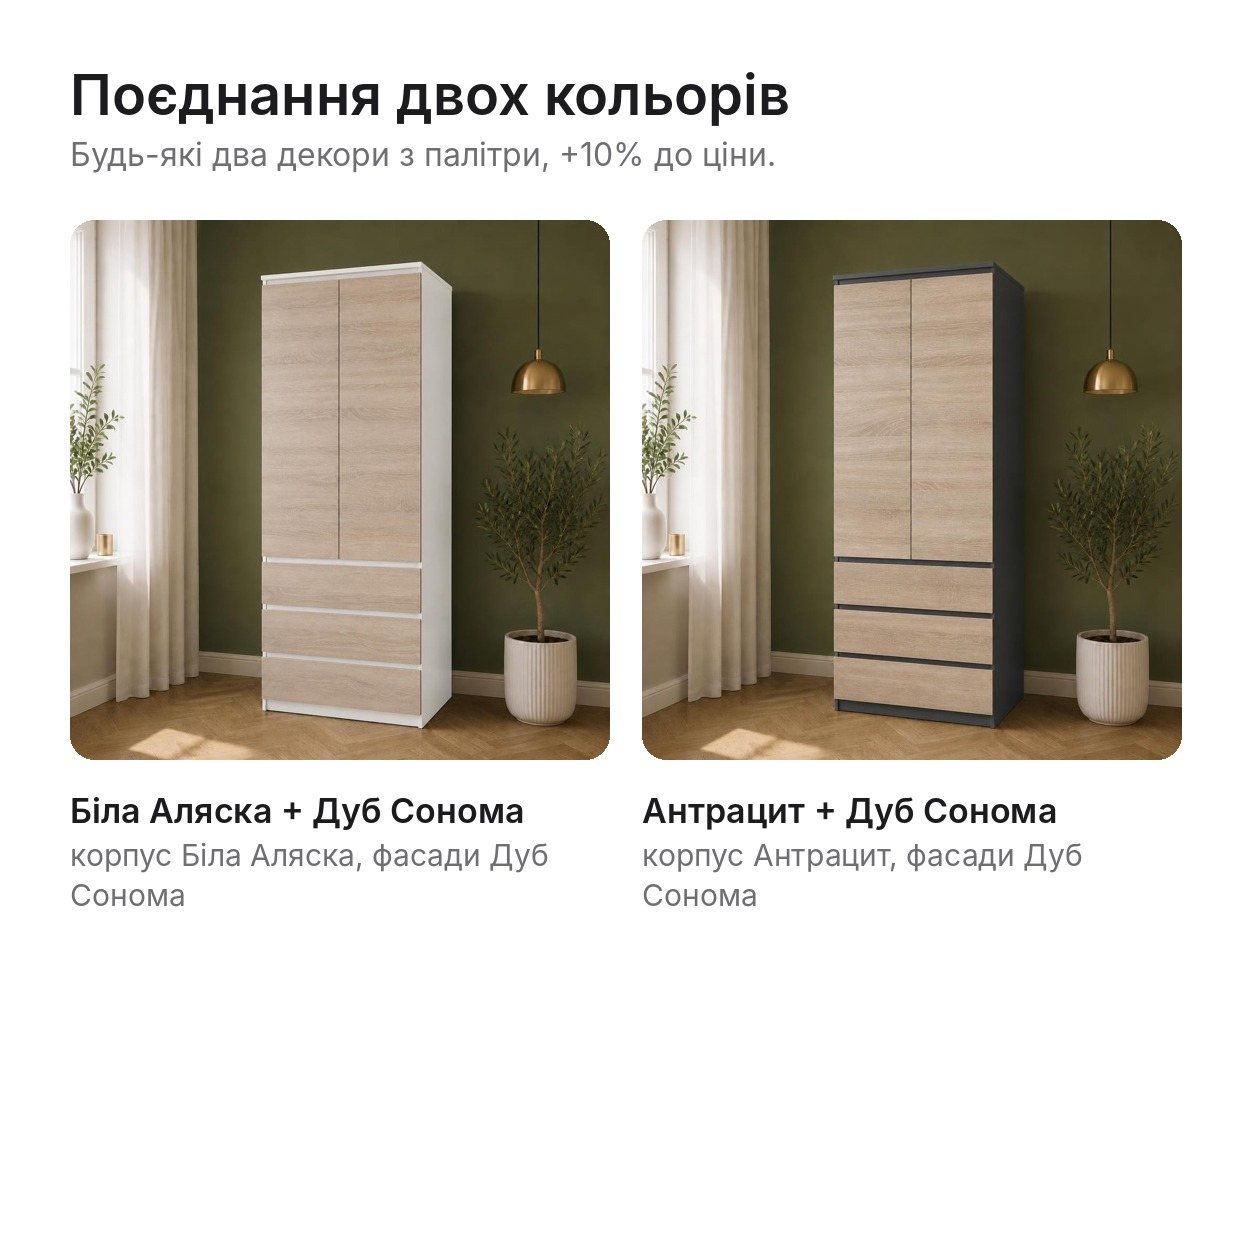 Поєднання двох кольорів
Будь-які два декори з палітри, +10% до ціни.
Біла Аляска + Дуб Сонома
корпус Біла Аляска, фасади Дуб
Сонома
Антрацит + Дуб Сонома
корпус Антрацит, фасади Дуб
Сонома